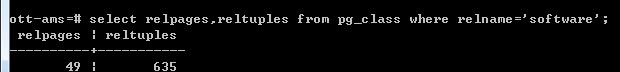 ott-ams=# select relpages,reltuples from pg_class where relname='software';
 relpages ¦ reltuples
----------+-----------
       49 ¦       635